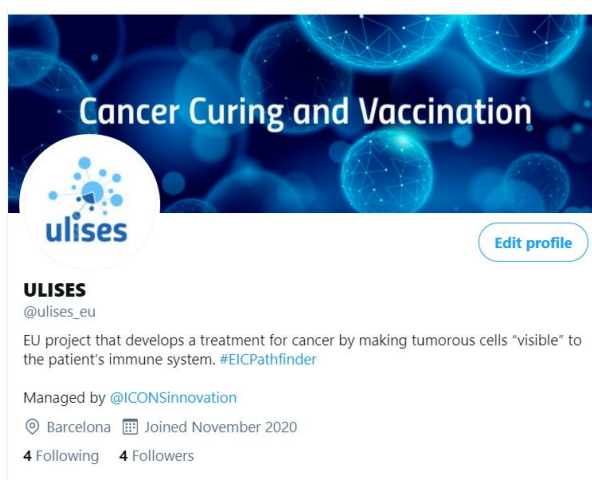 Cancer Curing and Vaccination
ulises
Edit profile
ULISES
@ulises_eu
EU project that develops a treatment for cancer by making tumorous cells “visible” to
the patient’s immune system. #EICPathfinder
Managed by @ICONSinnovation
Barcelona Joined November 2020
4 Following 4 Followers